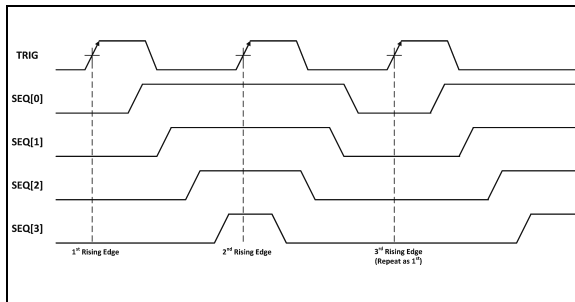 TRIG
SEQ[0]
SEQ[1]
SEQ[2]
SEQ[3]
1st Rising Edge
2nd Rising Edge
3rd Rising Edge
(Repeat as 1st)